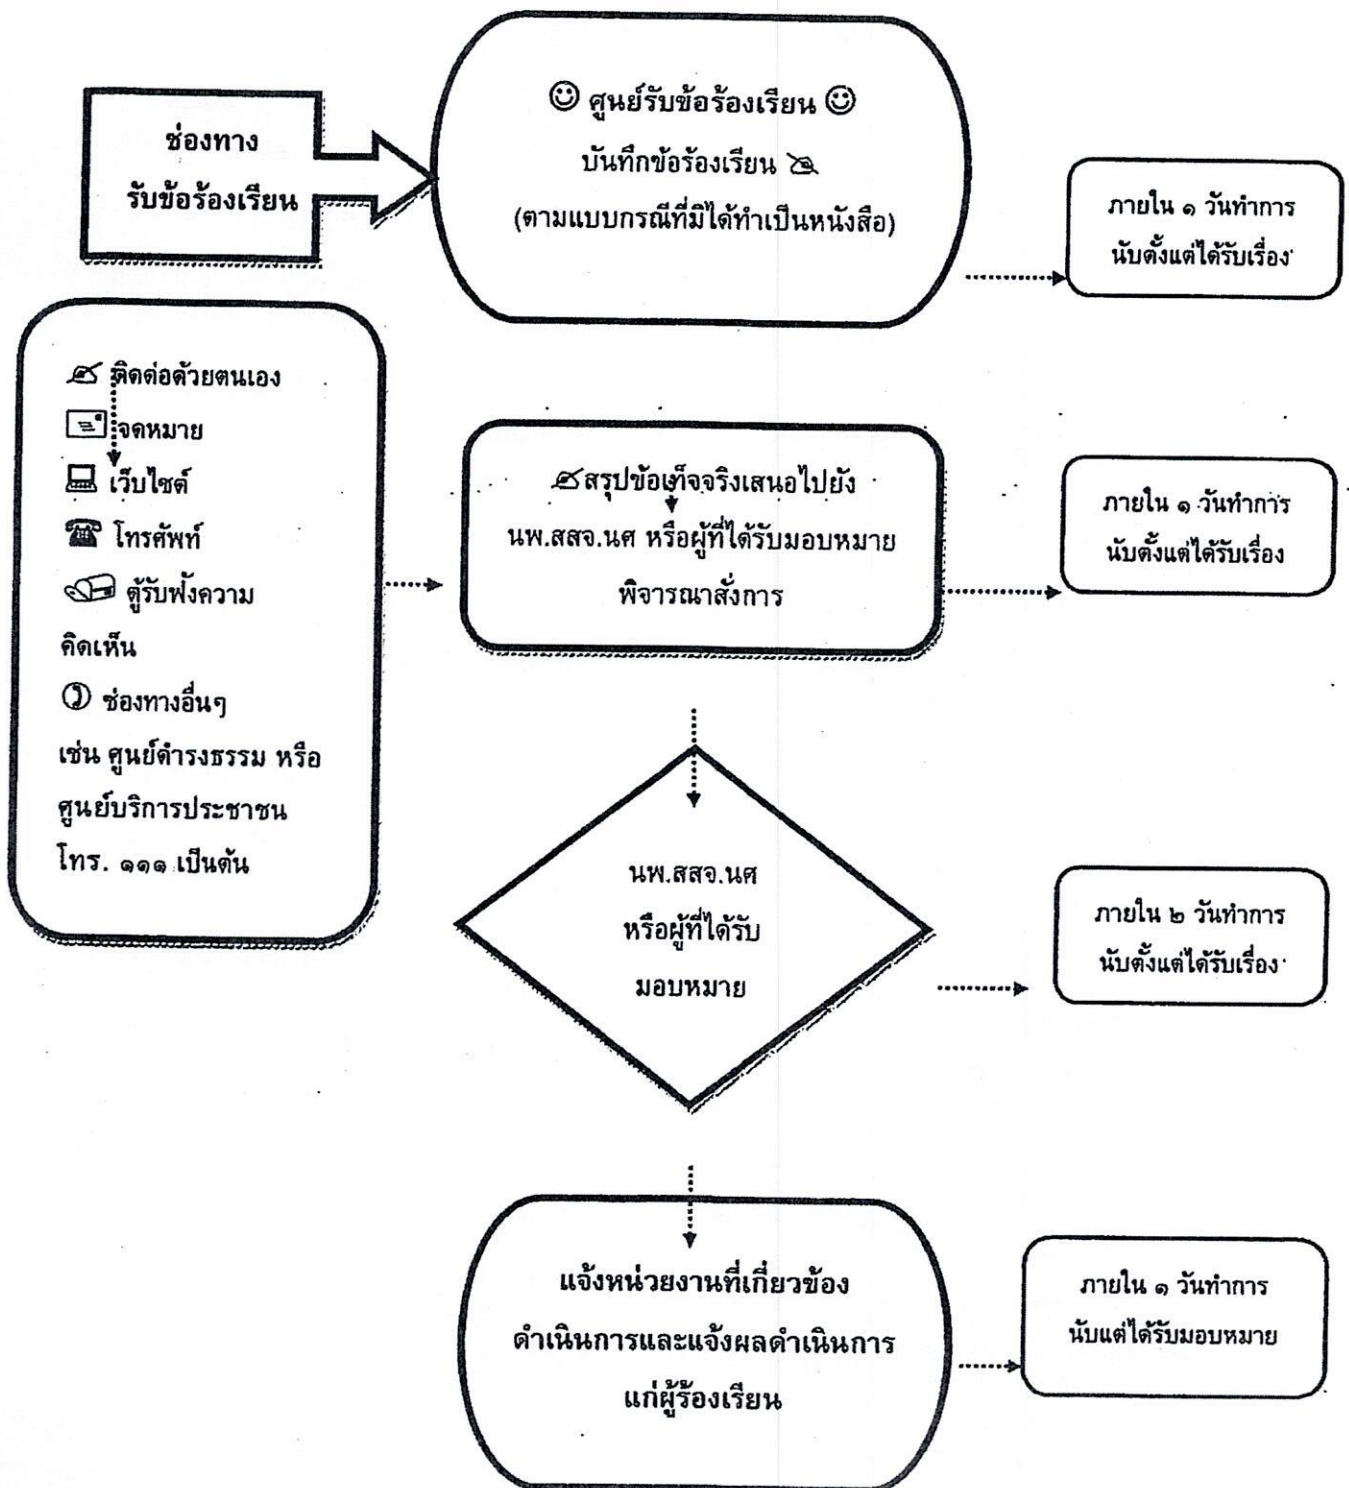 ช่องทาง
รับข้อร้องเรียน
☺ ศูนย์รับข้อร้องเรียน ☺
บันทึกข้อร้องเรียน
(ตามแบบกรณีที่มิได้ทำเป็นหนังสือ)
ภายใน ๑ วันทำการ
นับตั้งแต่ได้รับเรื่อง
ติดต่อด้วยตนเอง
จดหมาย
เว็บไซต์
โทรศัพท์
ตู้รับฟังความ
คิดเห็น
ช่องทางอื่นๆ
เช่น ศูนย์ดำรงธรรม หรือ
ศูนย์บริการประชาชน
โทร. ๑๑๑ เป็นต้น
สรุปข้อเท็จจริงเสนอไปยัง
นพ.สสจ.นศ หรือผู้ที่ได้รับมอบหมาย
พิจารณาสั่งการ
ภายใน ๑ วันทำการ
นับตั้งแต่ได้รับเรื่อง
นพ.สสจ.นศ
หรือผู้ที่ได้รับ
มอบหมาย
ภายใน ๒ วันทำการ
นับตั้งแต่ได้รับเรื่อง
แจ้งหน่วยงานที่เกี่ยวข้อง
ดำเนินการและแจ้งผลดำเนินการ
แก่ผู้ร้องเรียน
ภายใน ๑ วันทำการ
นับแต่ได้รับมอบหมาย